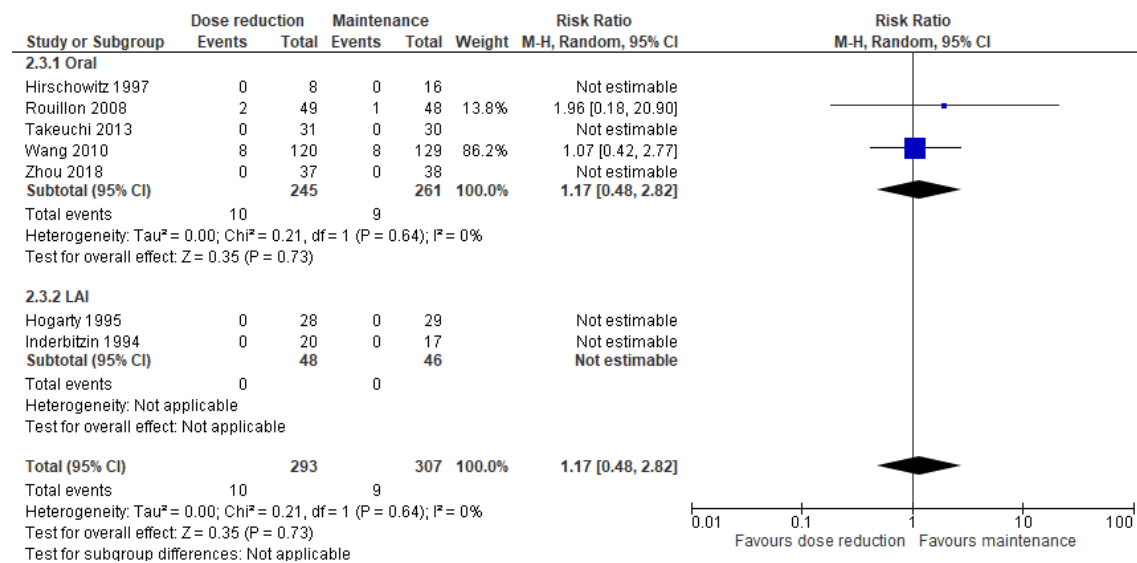 Dose reduction Maintenance Risk Ratio Risk Ratio
Study or Subgroup Events Total Events Total Weight M-H, Random, 95% CI M-H, Random, 95% CI
2.3.1 Oral
Hirschowitz 1997 0 8 0 16 Not estimable
Rouillon 2008 2 49 1 48 13.8% 1.96 [0.18, 20.90]
Takeuchi 2013 0 31 0 30 Not estimable
Wang 2010 8 120 8 129 86.2% 1.07 [0.42, 2.77]
Zhou 2018 0 37 0 38 Not estimable
Subtotal (95% CI) 245 261 100.0% 1.17 [0.48, 2.82]
Total events 10 9
Heterogeneity: Tau² = 0.00; Chi² = 0.21, df = 1 (P = 0.64); I² = 0%
Test for overall effect: Z = 0.35 (P = 0.73)
2.3.2 LAI
Hogarty 1995 0 28 0 29 Not estimable
Inderbitzin 1994 0 20 0 17 Not estimable
Subtotal (95% CI) 48 46 Not estimable
Total events 0 0
Heterogeneity: Not applicable
Test for overall effect: Not applicable
Total (95% CI) 293 307 100.0% 1.17 [0.48, 2.82]
Total events 10 9
Heterogeneity: Tau² = 0.00; Chi² = 0.21, df = 1 (P = 0.64); I² = 0%
Test for overall effect: Z = 0.35 (P = 0.73)
Test for subgroup differences: Not applicable
0.01 0.1 1 10 100
Favours dose reduction Favours maintenance